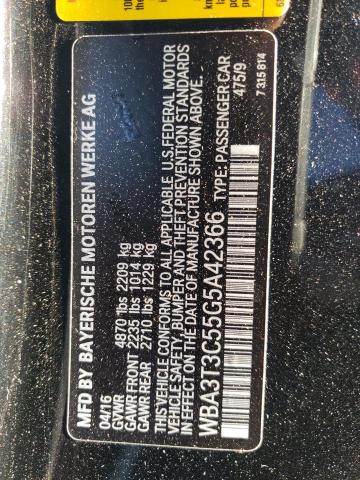 MFD BY BAYERISCHE MOTOREN WERKE AG
04/16
GVWR 4870 lbs 2209 kg
GAWR FRONT 2235 lbs 1014 kg
GAWR REAR 2710 lbs 1229 kg
THIS VEHICLE CONFORMS TO ALL APPLICABLE U.S. FEDERAL MOTOR
VEHICLE SAFETY, BUMPER AND THEFT PREVENTION STANDARDS
IN EFFECT ON THE DATE OF MANUFACTURE SHOWN ABOVE.
WBA3T3C55G5A42366 TYPE: PASSENGER CAR
475/9
7 315 814